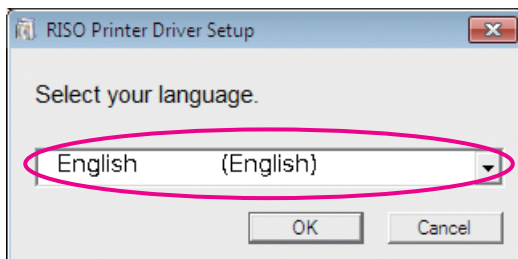 RISO Printer Driver Setup
Select your language.
English (English)
OK Cancel